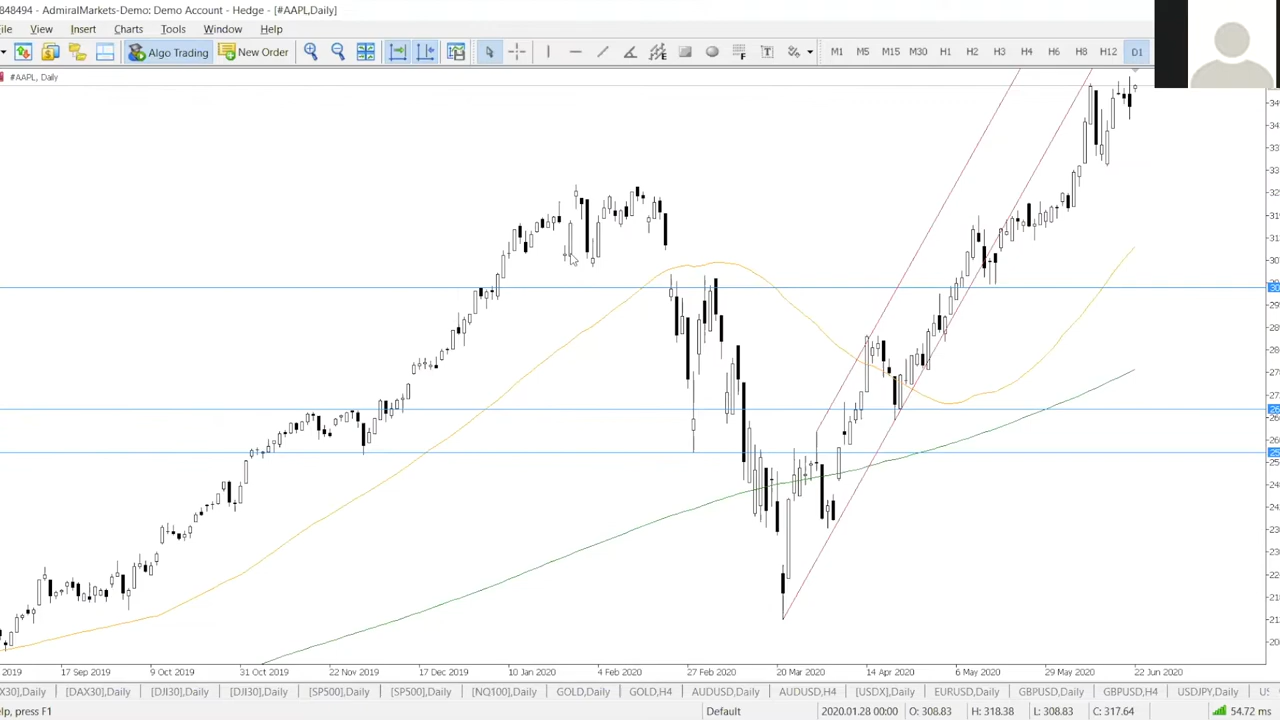 848494 - AdmiralMarkets-Demo: Demo Account - Hedge - [#AAPL,Daily]
ile View Insert Charts Tools Window Help
Algo Trading New Order M1 M5 M15 M30 H1 H2 H3 H4 H6 H8 H12 D1
#AAPL, Daily
2019 17 Sep 2019 9 Oct 2019 31 Oct 2019 22 Nov 2019 17 Dec 2019 10 Jan 2020 4 Feb 2020 27 Feb 2020 20 Mar 2020 14 Apr 2020 6 May 2020 29 May 2020 22 Jun 2020
X30],Daily [DAX30],Daily [DJI30],Daily [DJI30],Daily [SP500],Daily [SP500],Daily [NQ100],Daily GOLD,Daily GOLD,H4 AUDUSD,Daily AUDUSD,H4 [USDX],Daily EURUSD,Daily GBPUSD,Daily GBPUSD,H4 USDJPY,Daily US
lp, press F1 Default 2020.01.28 00:00 O: 308.83 H: 318.38 L: 308.83 C: 317.64 54.72 ms